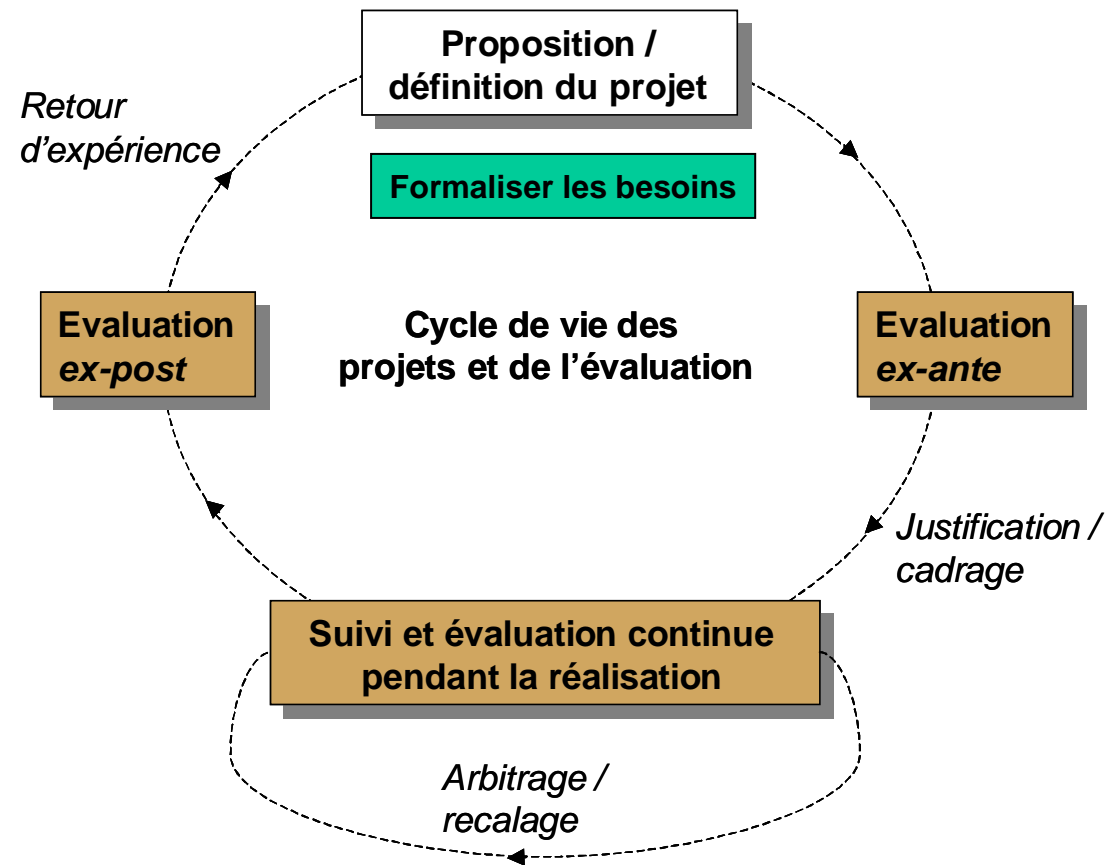 Proposition /
définition du projet
Retour
d’expérience
Formaliser les besoins
Evaluation
ex-post
Cycle de vie des
projets et de l’évaluation
Evaluation
ex-ante
Justification /
cadrage
Suivi et évaluation continue
pendant la réalisation
Arbitrage /
recalage